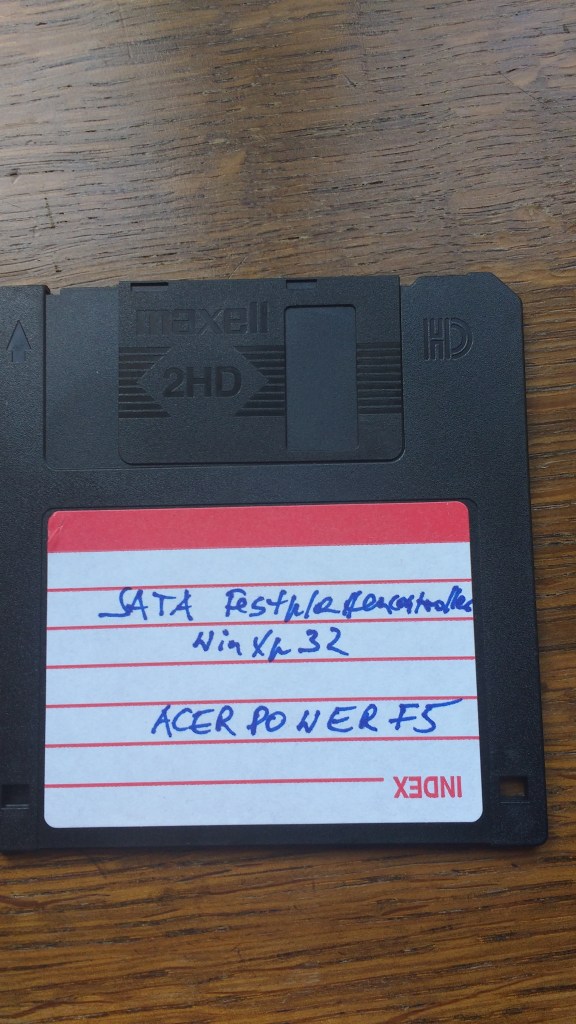 maxell
HD
2HD
SATA Festplattencontroller
Win Xp 32
ACER POWER F5
INDEX